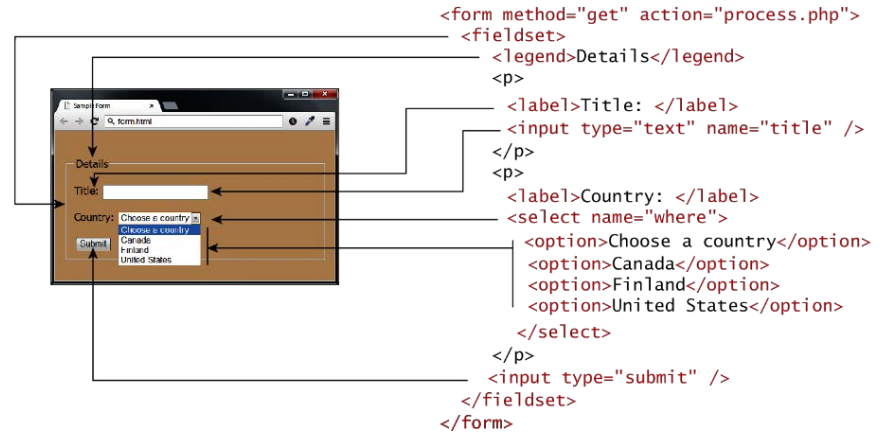 <form method="get" action="process.php">
<fieldset>
<legend>Details</legend>
<p>
<label>Title: </label>
<input type="text" name="title" />
</p>
<p>
<label>Country: </label>
<select name="where">
<option>Choose a country</option>
<option>Canada</option>
<option>Finland</option>
<option>United States</option>
</select>
</p>
<input type="submit" />
</fieldset>
</form>
Sample Form
form.html
Details
Title:
Country: Choose a country
Choose a country
Canada
Finland
United States
Submit